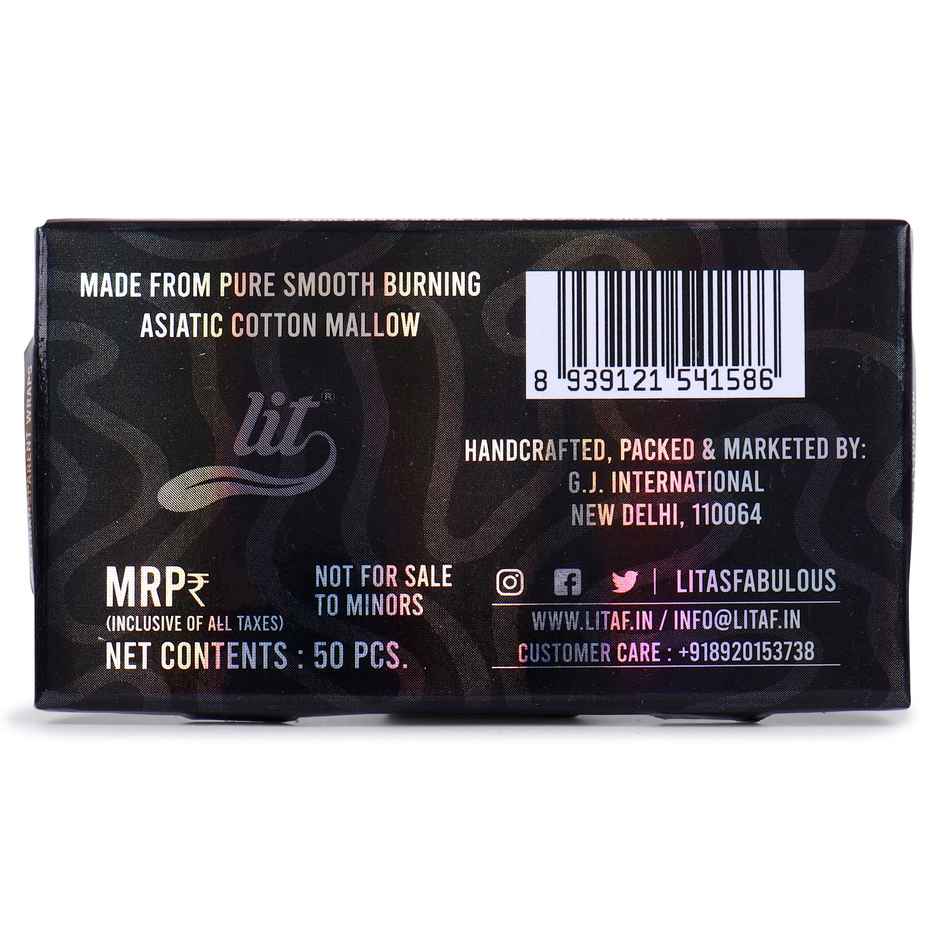 MADE FROM PURE SMOOTH BURNING
ASIATIC COTTON MALLOW
lit®
8 939121 541586
HANDCRAFTED, PACKED & MARKETED BY:
G.J. INTERNATIONAL
NEW DELHI, 110064
MRP₹
(INCLUSIVE OF ALL TAXES)
NET CONTENTS : 50 PCS.
NOT FOR SALE
TO MINORS
| LITASFABULOUS
WWW.LITAF.IN / INFO@LITAF.IN
CUSTOMER CARE : +918920153738
WRAPS